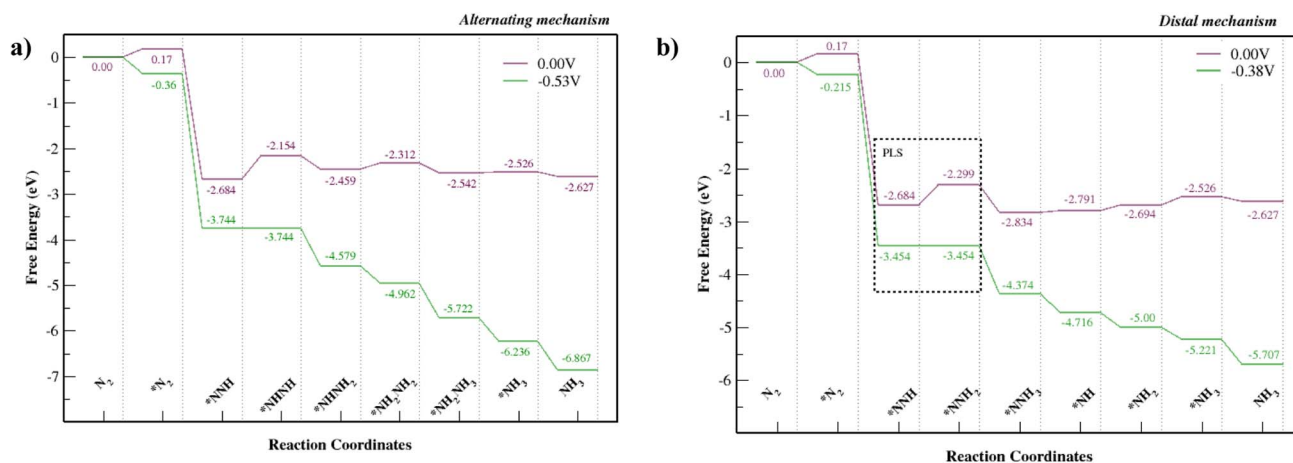 Alternating mechanism
a)
0.00V
-0.53V
0
-1
-2
-3
-4
-5
-6
-7
Free Energy (eV)
0.00
0.17
-0.36
-2.684
-2.154
-2.459
-2.312
-2.542
-2.526
-2.627
-3.744
-3.744
-4.579
-4.962
-5.722
-6.236
-6.867
N2
*N2
*NNH
*NHNH
*NHNH2
*NH2NH2
*NH2NH3
*NH3
NH3
Reaction Coordinates
Distal mechanism
b)
0.00V
-0.38V
0
-1
-2
-3
-4
-5
-6
Free Energy (eV)
0.00
0.17
-0.215
PLS
-2.684
-2.299
-2.834
-2.791
-2.694
-2.526
-2.627
-3.454
-3.454
-4.374
-4.716
-5.00
-5.221
-5.707
N2
*N2
*NNH
*NNH2
*NNH3
*NH
*NH2
*NH3
NH3
Reaction Coordinates